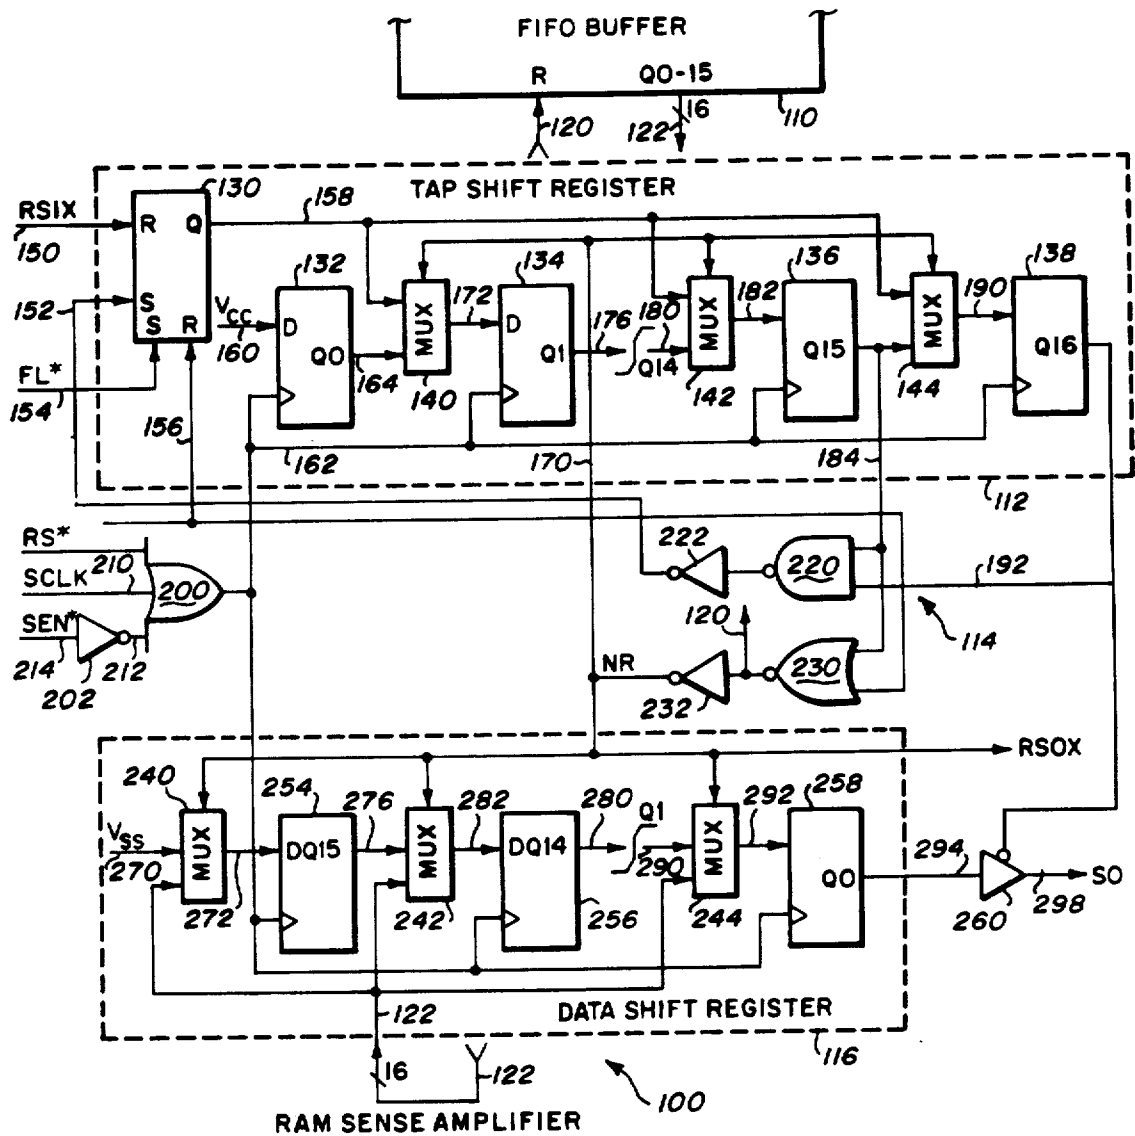 FIFO BUFFER
R Q0-15
120 122 16 110
TAP SHIFT REGISTER
130
RSIX
150
R Q
158
132 134 136 138
152
S
S R
VCC
160
D
Q0
164
MUX
140
172
D
Q1
176
180
Q14
MUX
142
182
Q15
MUX
144
190
Q16
FL*
154
156
162
170
184
112
RS*
210
SCLK
200
SEN*
214
202
212
222
220
192
120
114
NR
232
230
RSOX
240
VSS
270
MUX
272
254
DQ15
276
MUX
242
282
DQ14
256
280
Q1
290
MUX
244
292
258
Q0
294
260
298
SO
122
DATA SHIFT REGISTER
116
16
122
100
RAM SENSE AMPLIFIER